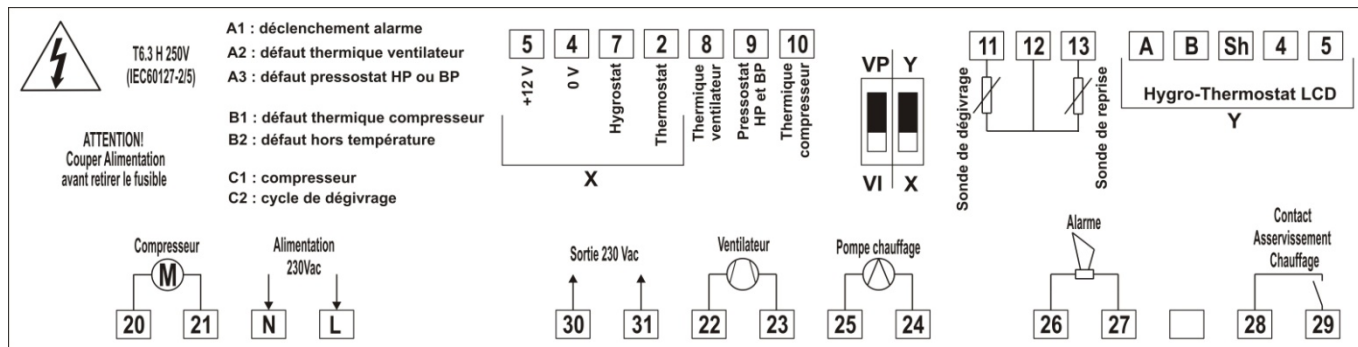 T6.3 H 250V
(IEC60127-2/5)
ATTENTION!
Couper Alimentation
avant retirer le fusible
A1 : déclenchement alarme
A2 : défaut thermique ventilateur
A3 : défaut pressostat HP ou BP
B1 : défaut thermique compresseur
B2 : défaut hors température
C1 : compresseur
C2 : cycle de dégivrage
5 4 7 2 8 9 10
+12 V
0 V
Hygrostat
Thermostat
Thermique
ventilateur
Pressostat
HP et BP
Thermique
compresseur
X
VP Y
VI X
11 12 13
Sonde de dégivrage
Sonde de reprise
A B Sh 4 5
Hygro-Thermostat LCD
Y
Compresseur
M
20 21
Alimentation
230Vac
N L
Sortie 230 Vac
30 31
Ventilateur
22 23
Pompe chauffage
25 24
Alarme
26 27
Contact
Asservissement
Chauffage
28 29